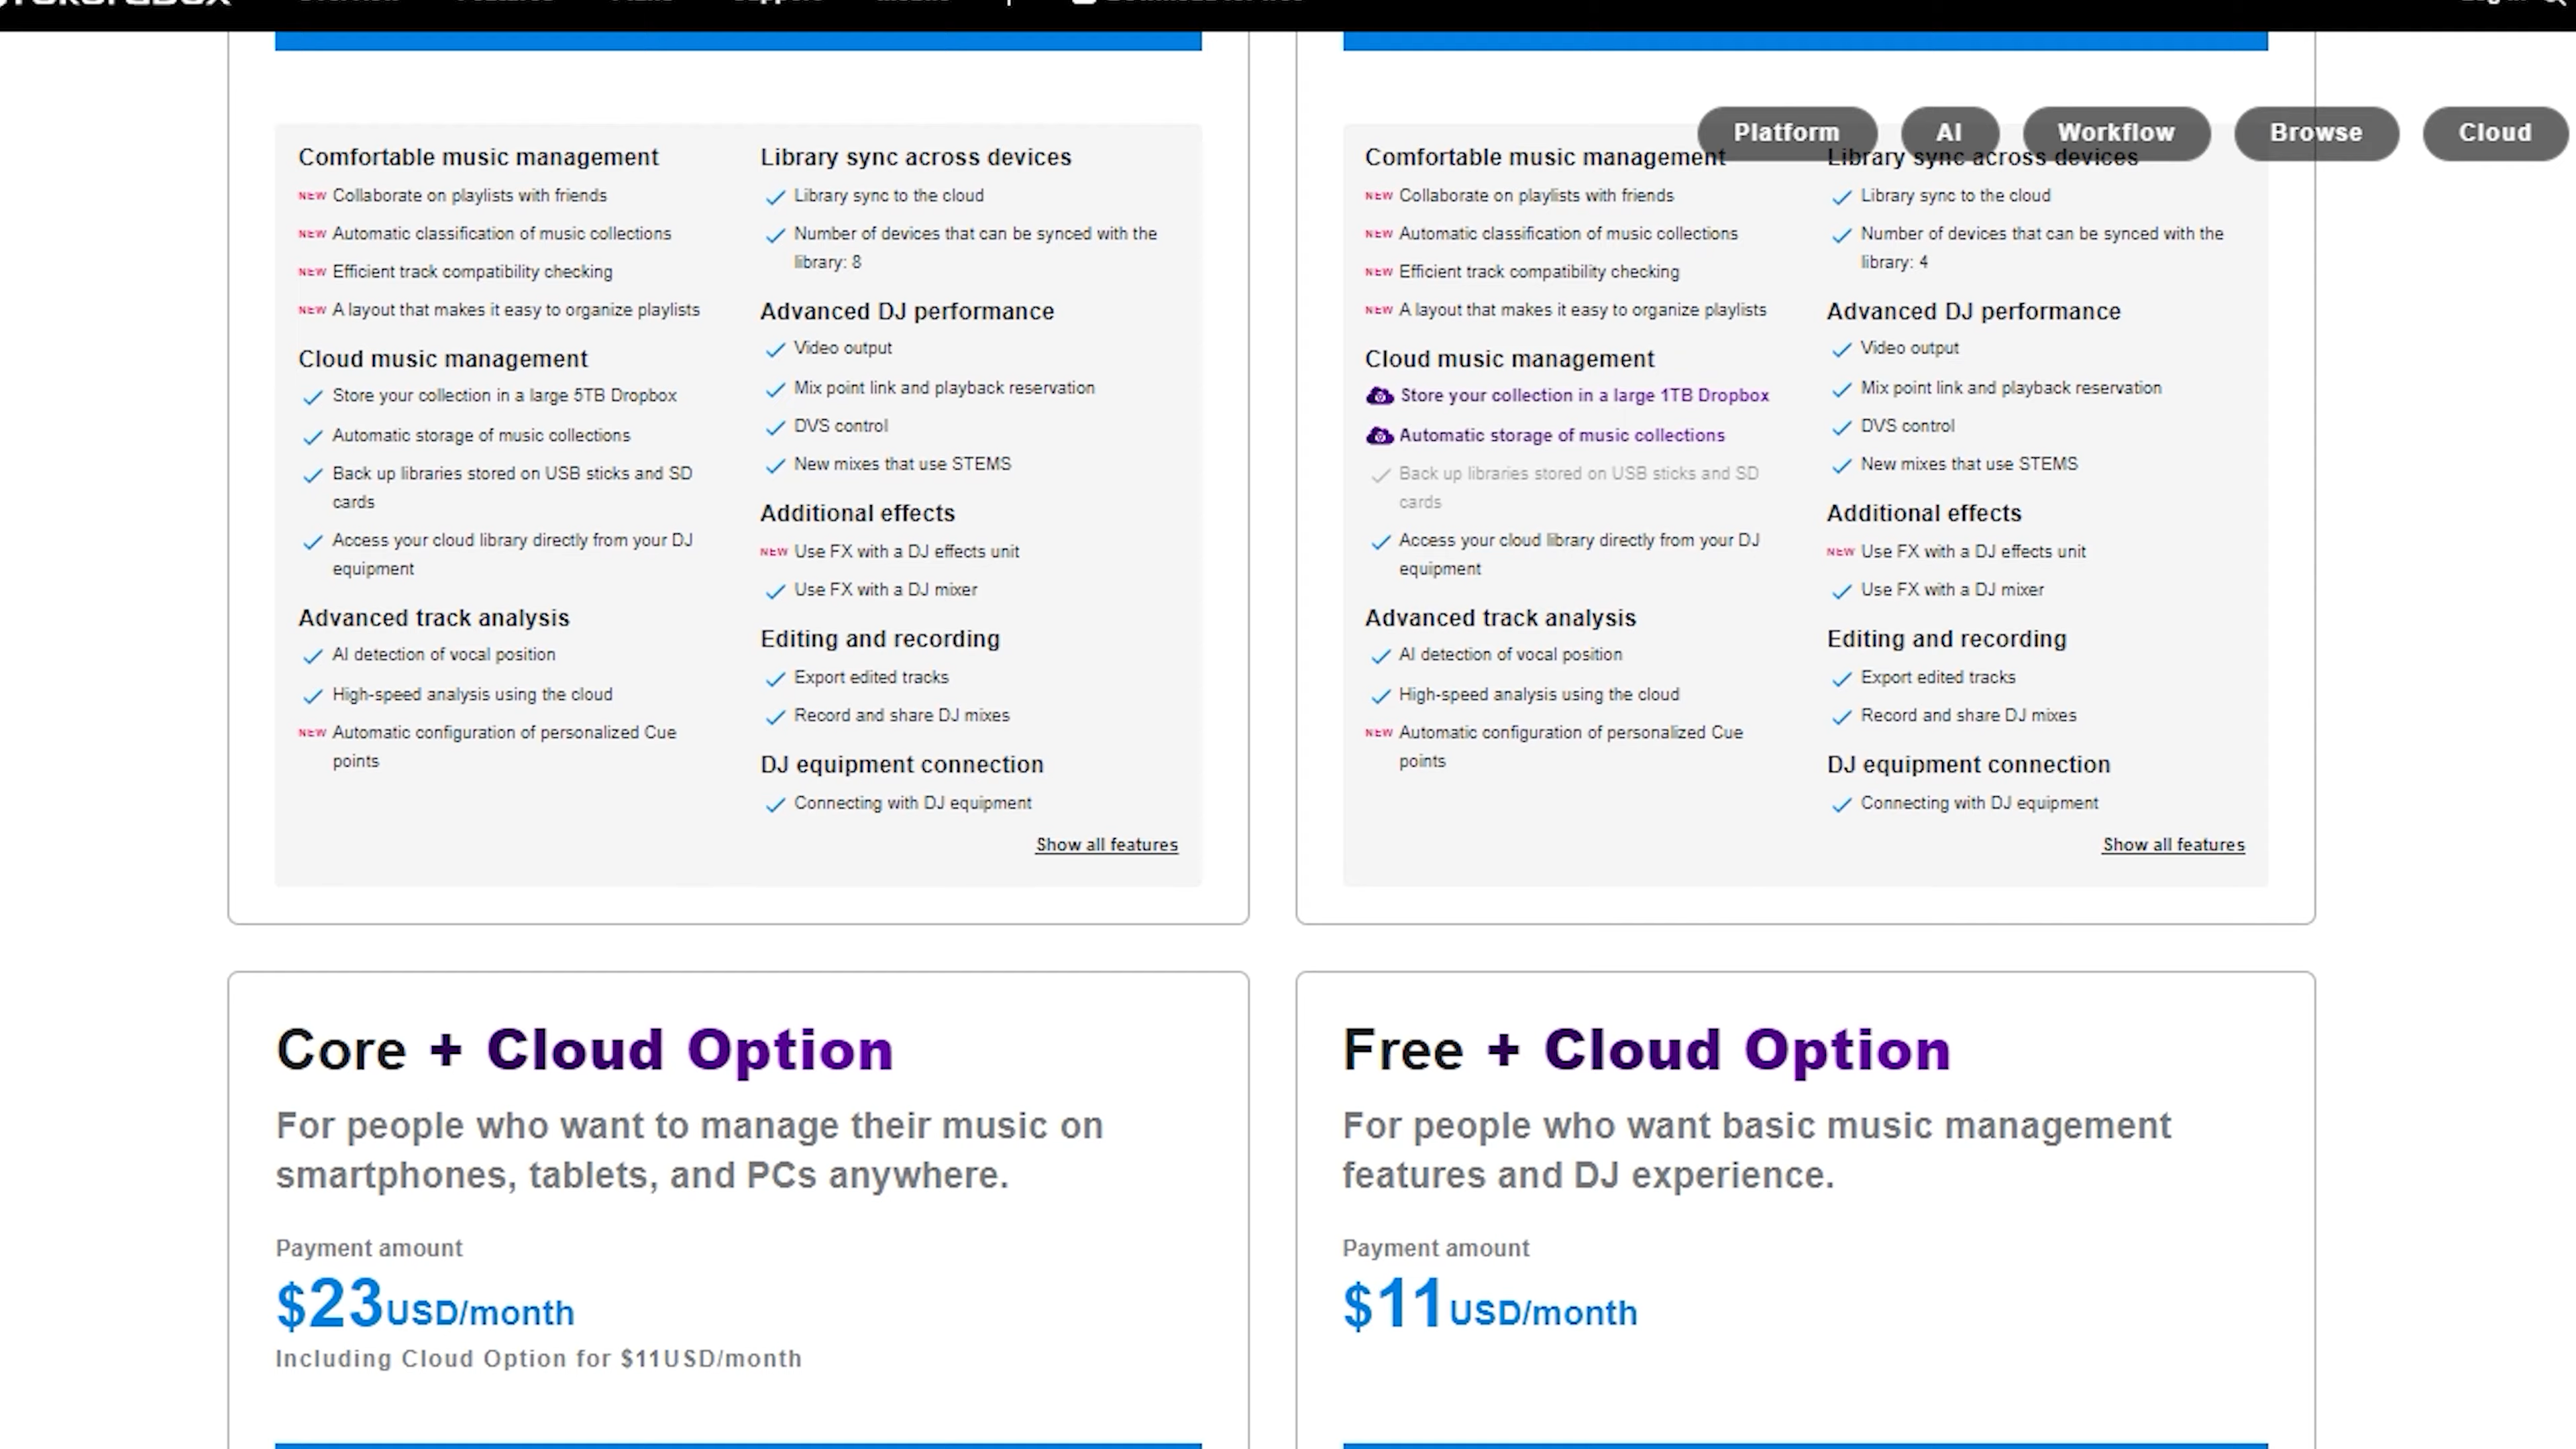 Platform
AI
Workflow
Browse
Cloud
Comfortable music management
NEW Collaborate on playlists with friends
NEW Automatic classification of music collections
NEW Efficient track compatibility checking
NEW A layout that makes it easy to organize playlists
Cloud music management
Store your collection in a large 5TB Dropbox
Automatic storage of music collections
Back up libraries stored on USB sticks and SD
cards
Access your cloud library directly from your DJ
equipment
Advanced track analysis
AI detection of vocal position
High-speed analysis using the cloud
NEW Automatic configuration of personalized Cue
points
Library sync across devices
Library sync to the cloud
Number of devices that can be synced with the
library: 8
Advanced DJ performance
Video output
Mix point link and playback reservation
DVS control
New mixes that use STEMS
Additional effects
NEW Use FX with a DJ effects unit
Use FX with a DJ mixer
Editing and recording
Export edited tracks
Record and share DJ mixes
DJ equipment connection
Connecting with DJ equipment
Show all features
Comfortable music management
NEW Collaborate on playlists with friends
NEW Automatic classification of music collections
NEW Efficient track compatibility checking
NEW A layout that makes it easy to organize playlists
Cloud music management
Store your collection in a large 1TB Dropbox
Automatic storage of music collections
Back up libraries stored on USB sticks and SD
cards
Access your cloud library directly from your DJ
equipment
Advanced track analysis
AI detection of vocal position
High-speed analysis using the cloud
NEW Automatic configuration of personalized Cue
points
Library sync across devices
Library sync to the cloud
Number of devices that can be synced with the
library: 4
Advanced DJ performance
Video output
Mix point link and playback reservation
DVS control
New mixes that use STEMS
Additional effects
NEW Use FX with a DJ effects unit
Use FX with a DJ mixer
Editing and recording
Export edited tracks
Record and share DJ mixes
DJ equipment connection
Connecting with DJ equipment
Show all features
Core + Cloud Option
For people who want to manage their music on
smartphones, tablets, and PCs anywhere.
Payment amount
$23USD/month
Including Cloud Option for $11USD/month
Free + Cloud Option
For people who want basic music management
features and DJ experience.
Payment amount
$11USD/month